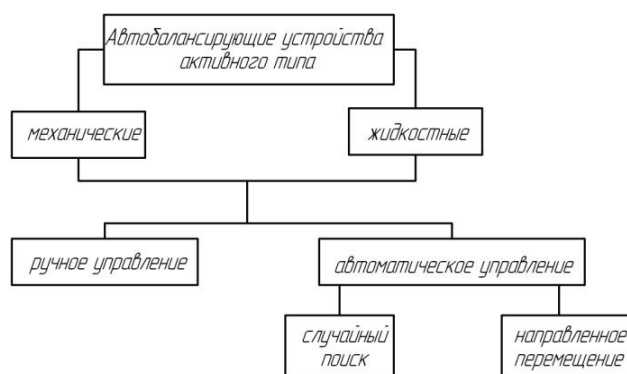 Автобалансирующие устройства
активного типа
механические
жидкостные
ручное управление
автоматическое управление
случайный
поиск
направленное
перемещение